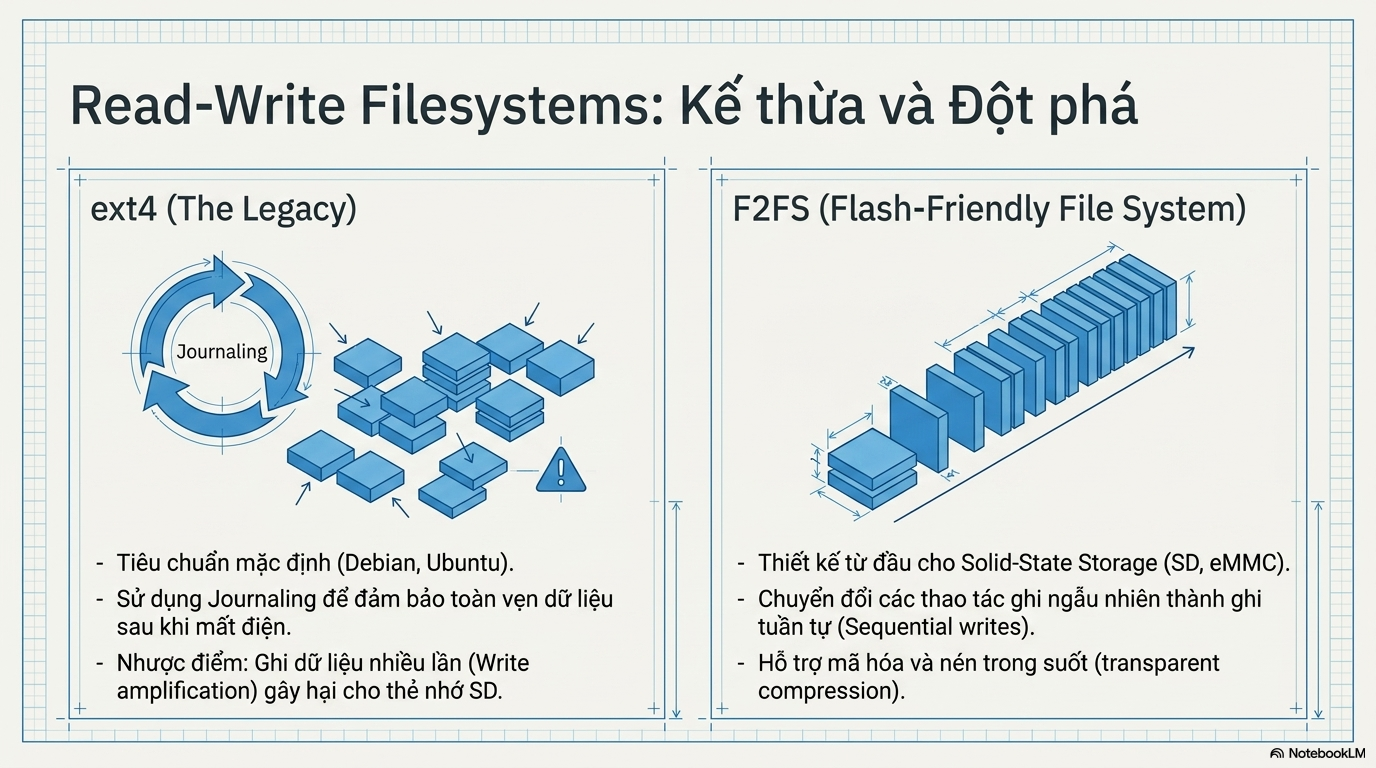 Read-Write Filesystems: Kế thừa và Đột phá
ext4 (The Legacy)
Journaling
- Tiêu chuẩn mặc định (Debian, Ubuntu).
- Sử dụng Journaling để đảm bảo toàn vẹn dữ liệu
sau khi mất điện.
- Nhược điểm: Ghi dữ liệu nhiều lần (Write
amplification) gây hại cho thẻ nhớ SD.
F2FS (Flash-Friendly File System)
- Thiết kế từ đầu cho Solid-State Storage (SD, eMMC).
- Chuyển đổi các thao tác ghi ngẫu nhiên thành ghi
tuần tự (Sequential writes).
- Hỗ trợ mã hóa và nén trong suốt (transparent
compression).
NotebookLM